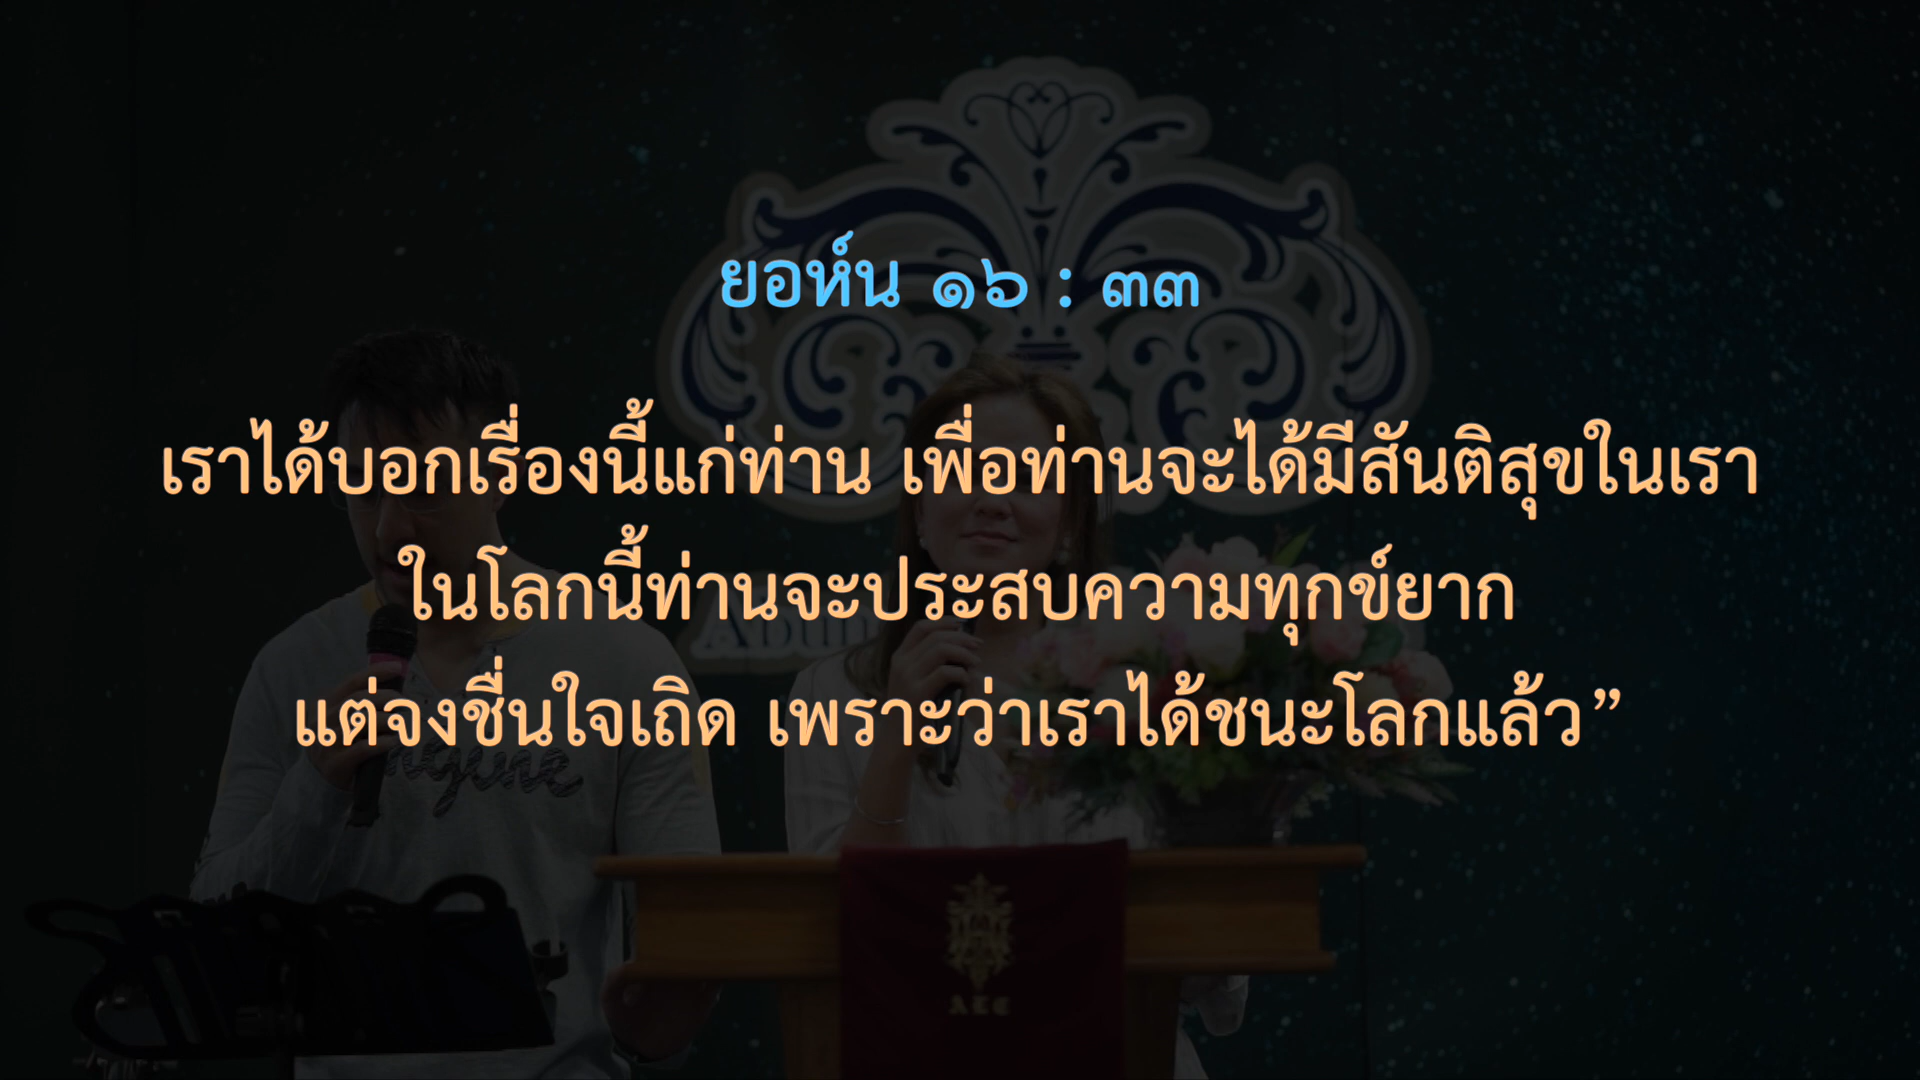 ยอห์น ๑๖ : ๓๓
เราได้บอกเรื่องนี้แก่ท่าน เพื่อท่านจะได้มีสันติสุขในเรา
ในโลกนี้ท่านจะประสบความทุกข์ยาก
แต่จงชื่นใจเถิด เพราะว่าเราได้ชนะโลกแล้ว”